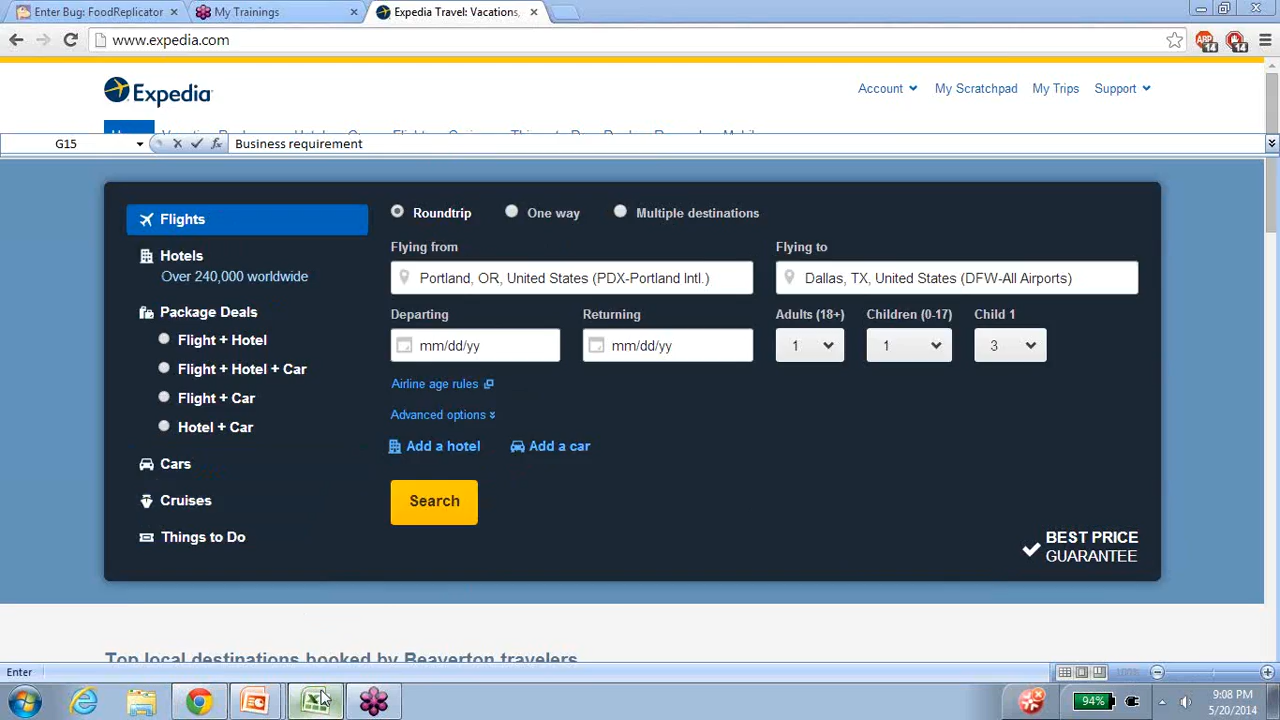 Enter Bug: FoodReplicator
My Trainings
Expedia Travel: Vacations,
www.expedia.com
ABP 14 14
Expedia
Account My Scratchpad My Trips Support
G15 fx Business requirement
Flights
Hotels
Over 240,000 worldwide
Package Deals
Flight + Hotel
Flight + Hotel + Car
Flight + Car
Hotel + Car
Cars
Cruises
Things to Do
Roundtrip One way Multiple destinations
Flying from Flying to
Portland, OR, United States (PDX-Portland Intl.) Dallas, TX, United States (DFW-All Airports)
Departing Returning Adults (18+) Children (0-17) Child 1
mm/dd/yy mm/dd/yy 1 1 3
Airline age rules
Advanced options
Add a hotel Add a car
Search
BEST PRICE
GUARANTEE
Top local destinations booked by Beaverton travelers
Enter 100%
94% 9:08 PM
5/20/2014